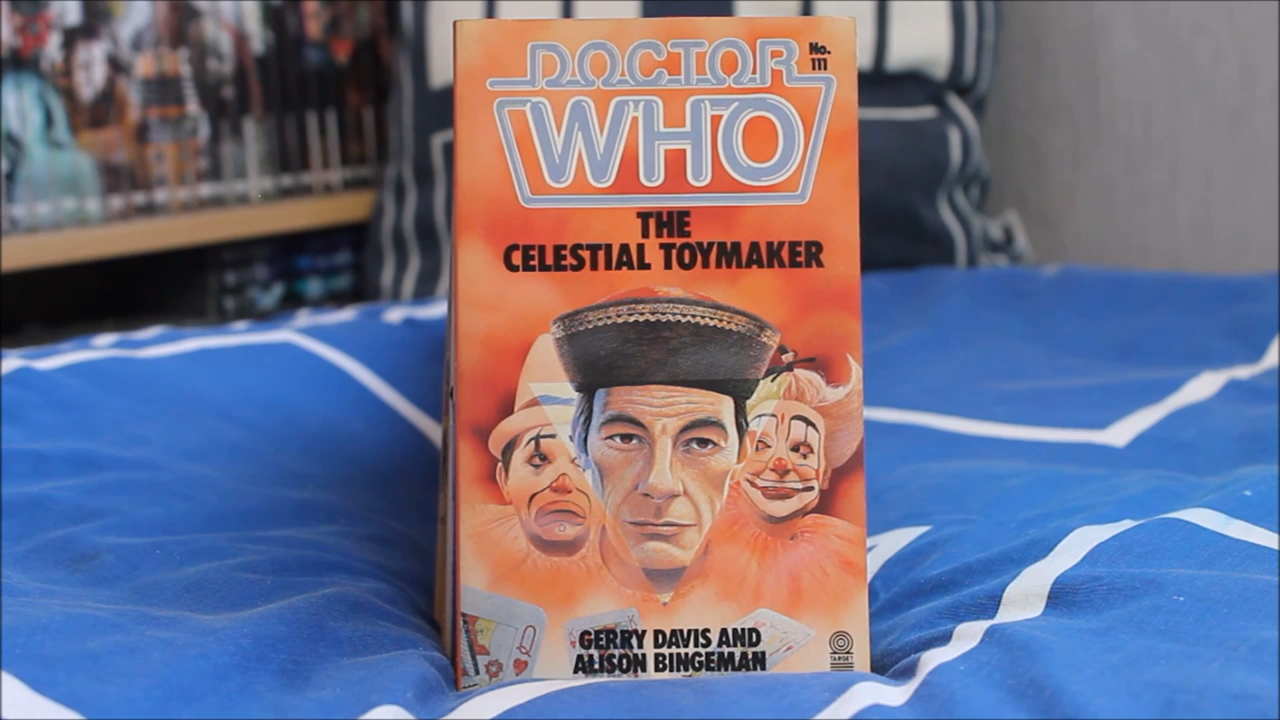 DOCTOR
No.
111
WHO
THE
CELESTIAL TOYMAKER
Q
GERRY DAVIS AND
ALISON BINGEMAN
TARGET